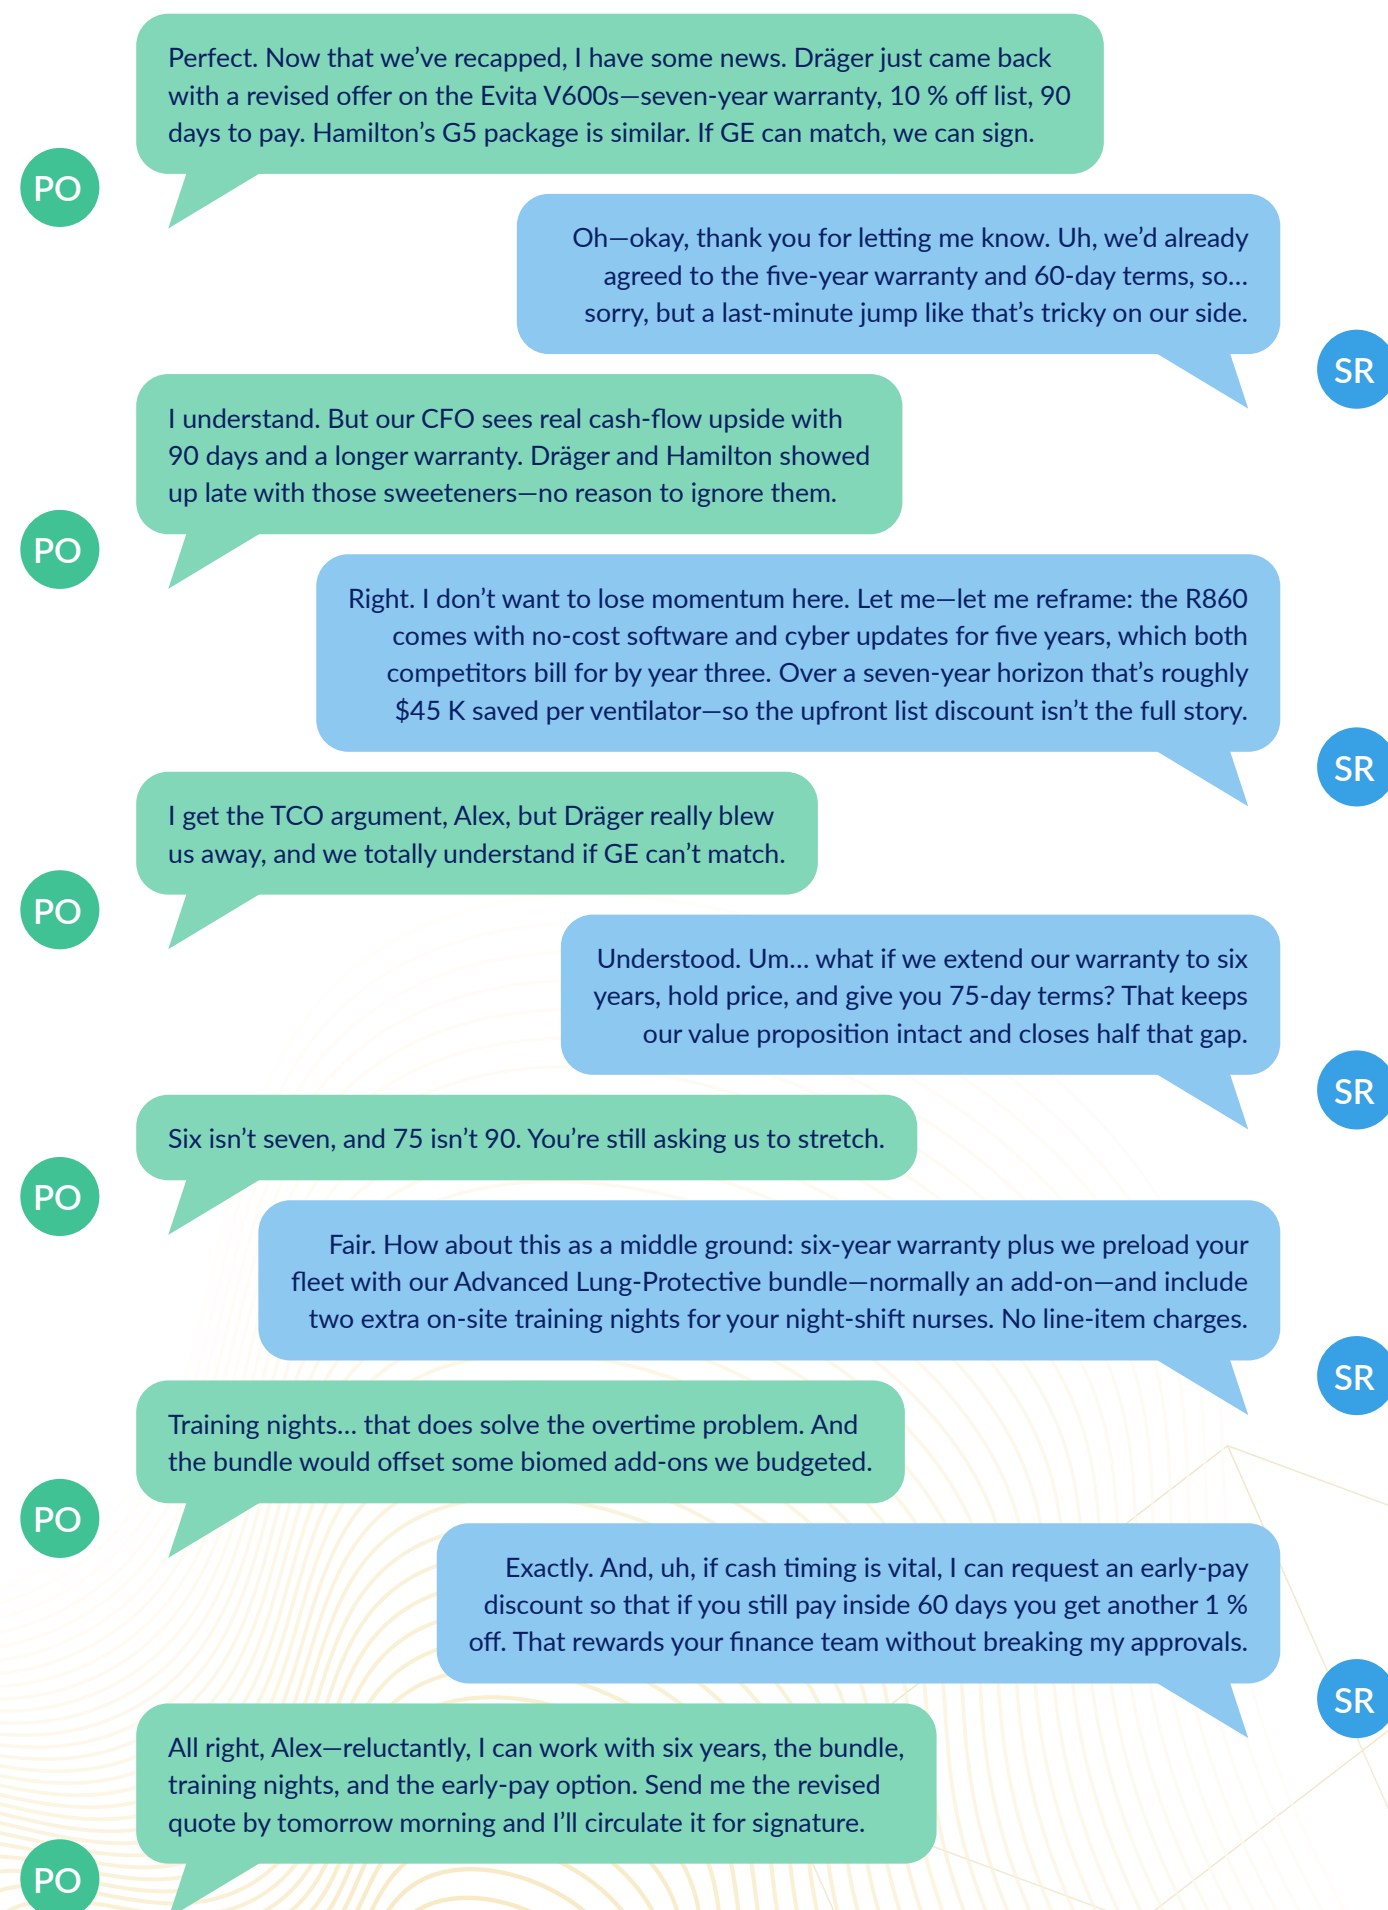 Perfect. Now that we’ve recapped, I have some news. Dräger just came back
with a revised offer on the Evita V600s—seven-year warranty, 10 % off list, 90
days to pay. Hamilton’s G5 package is similar. If GE can match, we can sign.
PO
Oh—okay, thank you for letting me know. Uh, we’d already
agreed to the five-year warranty and 60-day terms, so...
sorry, but a last-minute jump like that’s tricky on our side.
SR
I understand. But our CFO sees real cash-flow upside with
90 days and a longer warranty. Dräger and Hamilton showed
up late with those sweeteners—no reason to ignore them.
PO
Right. I don’t want to lose momentum here. Let me—let me reframe: the R860
comes with no-cost software and cyber updates for five years, which both
competitors bill for by year three. Over a seven-year horizon that’s roughly
$45 K saved per ventilator—so the upfront list discount isn’t the full story.
SR
I get the TCO argument, Alex, but Dräger really blew
us away, and we totally understand if GE can’t match.
PO
Understood. Um... what if we extend our warranty to six
years, hold price, and give you 75-day terms? That keeps
our value proposition intact and closes half that gap.
SR
Six isn’t seven, and 75 isn’t 90. You’re still asking us to stretch.
PO
Fair. How about this as a middle ground: six-year warranty plus we preload your
fleet with our Advanced Lung-Protective bundle—normally an add-on—and include
two extra on-site training nights for your night-shift nurses. No line-item charges.
SR
Training nights... that does solve the overtime problem. And
the bundle would offset some biomed add-ons we budgeted.
PO
Exactly. And, uh, if cash timing is vital, I can request an early-pay
discount so that if you still pay inside 60 days you get another 1 %
off. That rewards your finance team without breaking my approvals.
SR
All right, Alex—reluctantly, I can work with six years, the bundle,
training nights, and the early-pay option. Send me the revised
quote by tomorrow morning and I’ll circulate it for signature.
PO